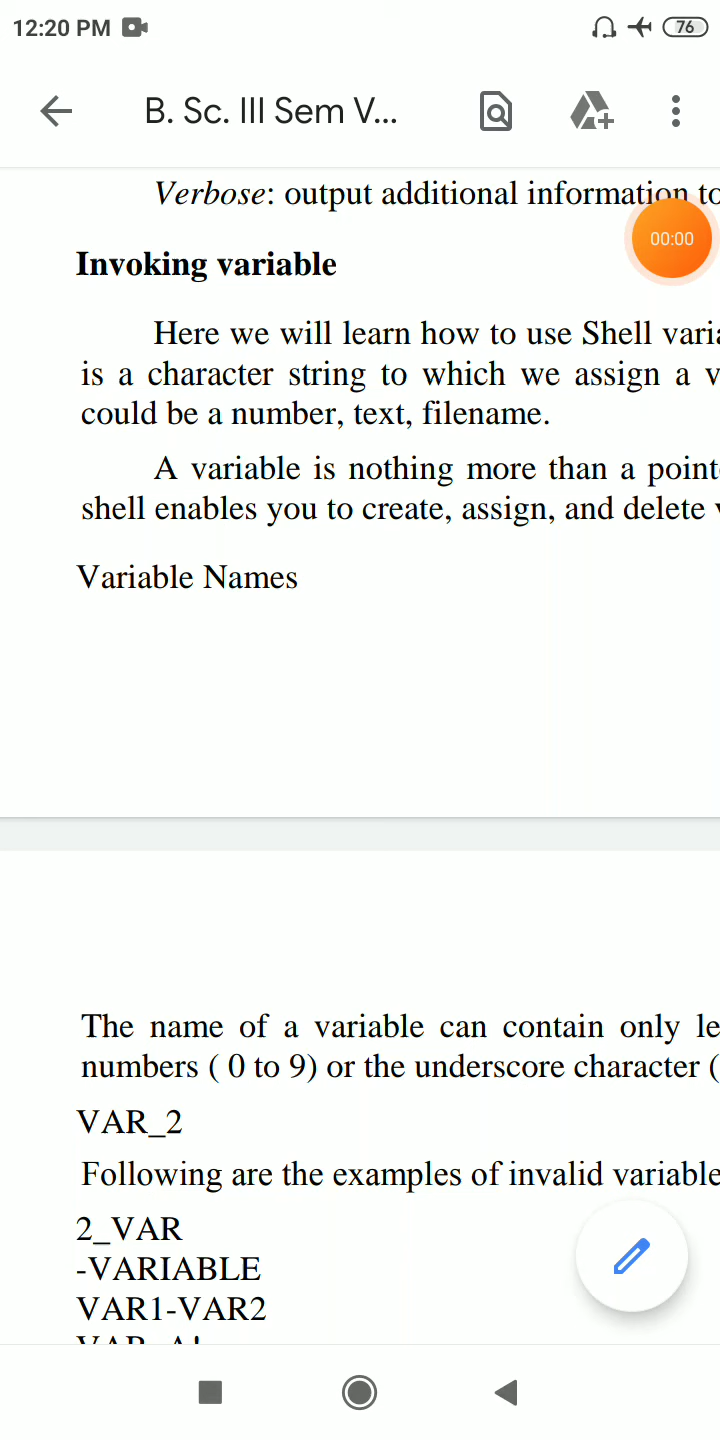 12:20 PM
76
B. Sc. III Sem V...
Verbose: output additional information to
00:00
Invoking variable
Here we will learn how to use Shell varia
is a character string to which we assign a v
could be a number, text, filename.
A variable is nothing more than a point
shell enables you to create, assign, and delete
Variable Names
The name of a variable can contain only le
numbers ( 0 to 9) or the underscore character (
VAR_2
Following are the examples of invalid variable
2_VAR
-VARIABLE
VAR1-VAR2